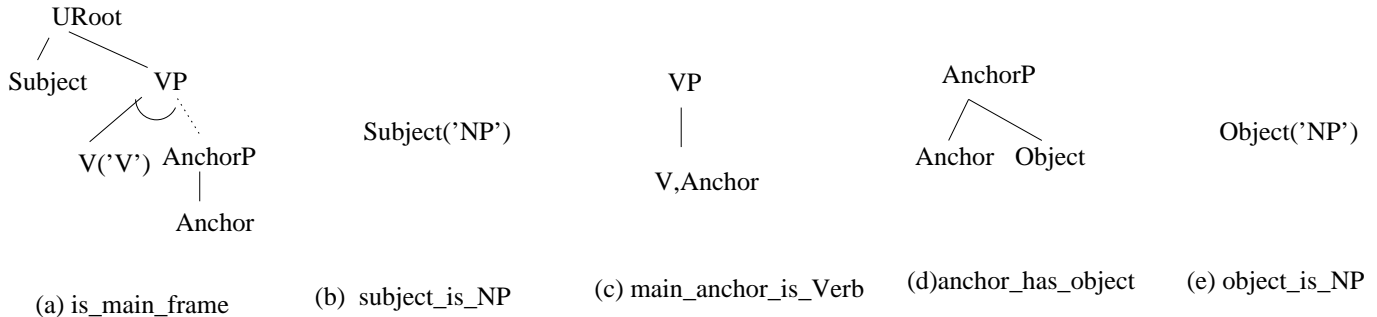 URoot
Subject VP
V('V') AnchorP
Anchor
(a) is_main_frame
Subject('NP')
(b) subject_is_NP
VP
V,Anchor
(c) main_anchor_is_Verb
AnchorP
Anchor Object
(d)anchor_has_object
Object('NP')
(e) object_is_NP